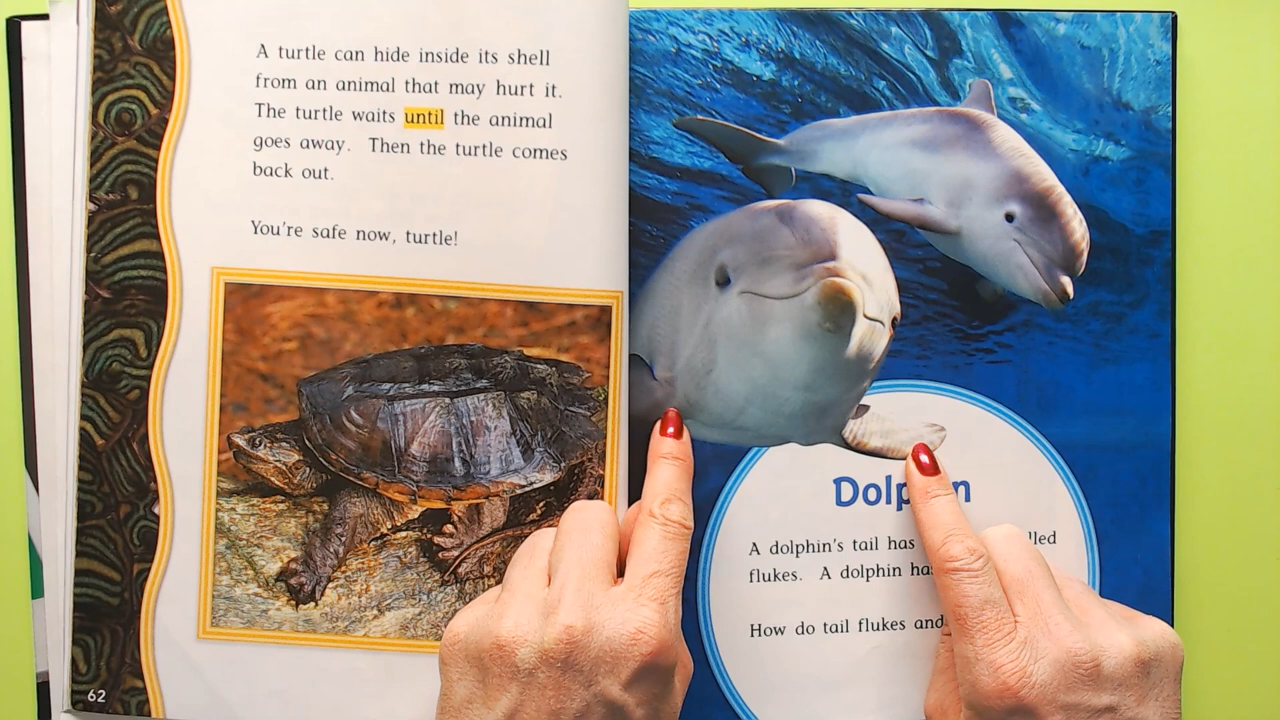 A turtle can hide inside its shell
from an animal that may hurt it.
The turtle waits until the animal
goes away. Then the turtle comes
back out.
You're safe now, turtle!
62
A dolphin's tail has
flukes. A dolphin
How do tail flukes and